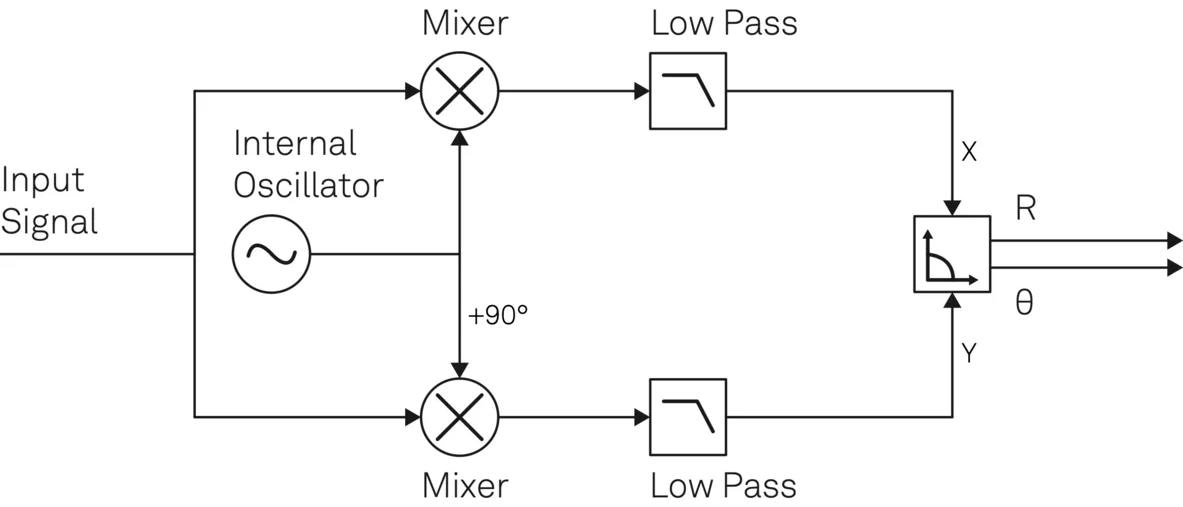 Mixer
Low Pass
Internal
Oscillator
Input
Signal
X
R
+90°
θ
Y
Mixer
Low Pass